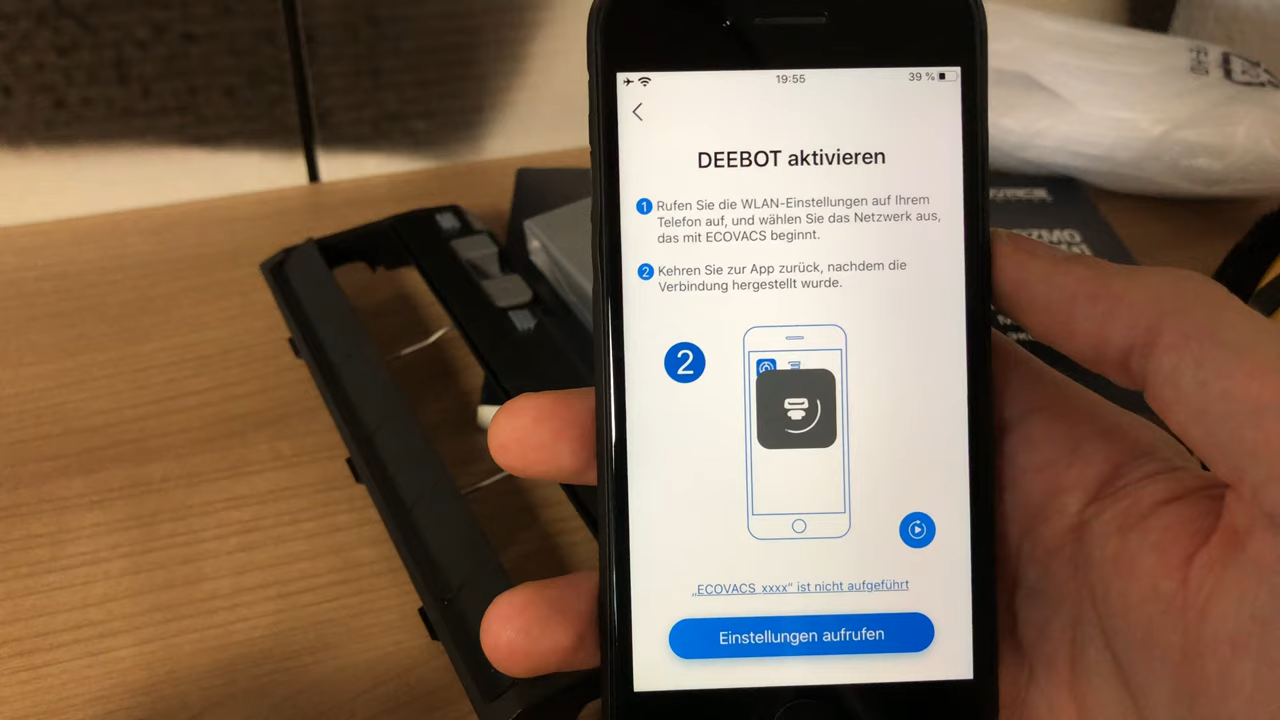 19:55
39 %
DEEBOT aktivieren
1 Rufen Sie die WLAN-Einstellungen auf Ihrem
Telefon auf, und wählen Sie das Netzwerk aus,
das mit ECOVACS beginnt.
2 Kehren Sie zur App zurück, nachdem die
Verbindung hergestellt wurde.
2
„ECOVACS_xxxx“ ist nicht aufgeführt
Einstellungen aufrufen